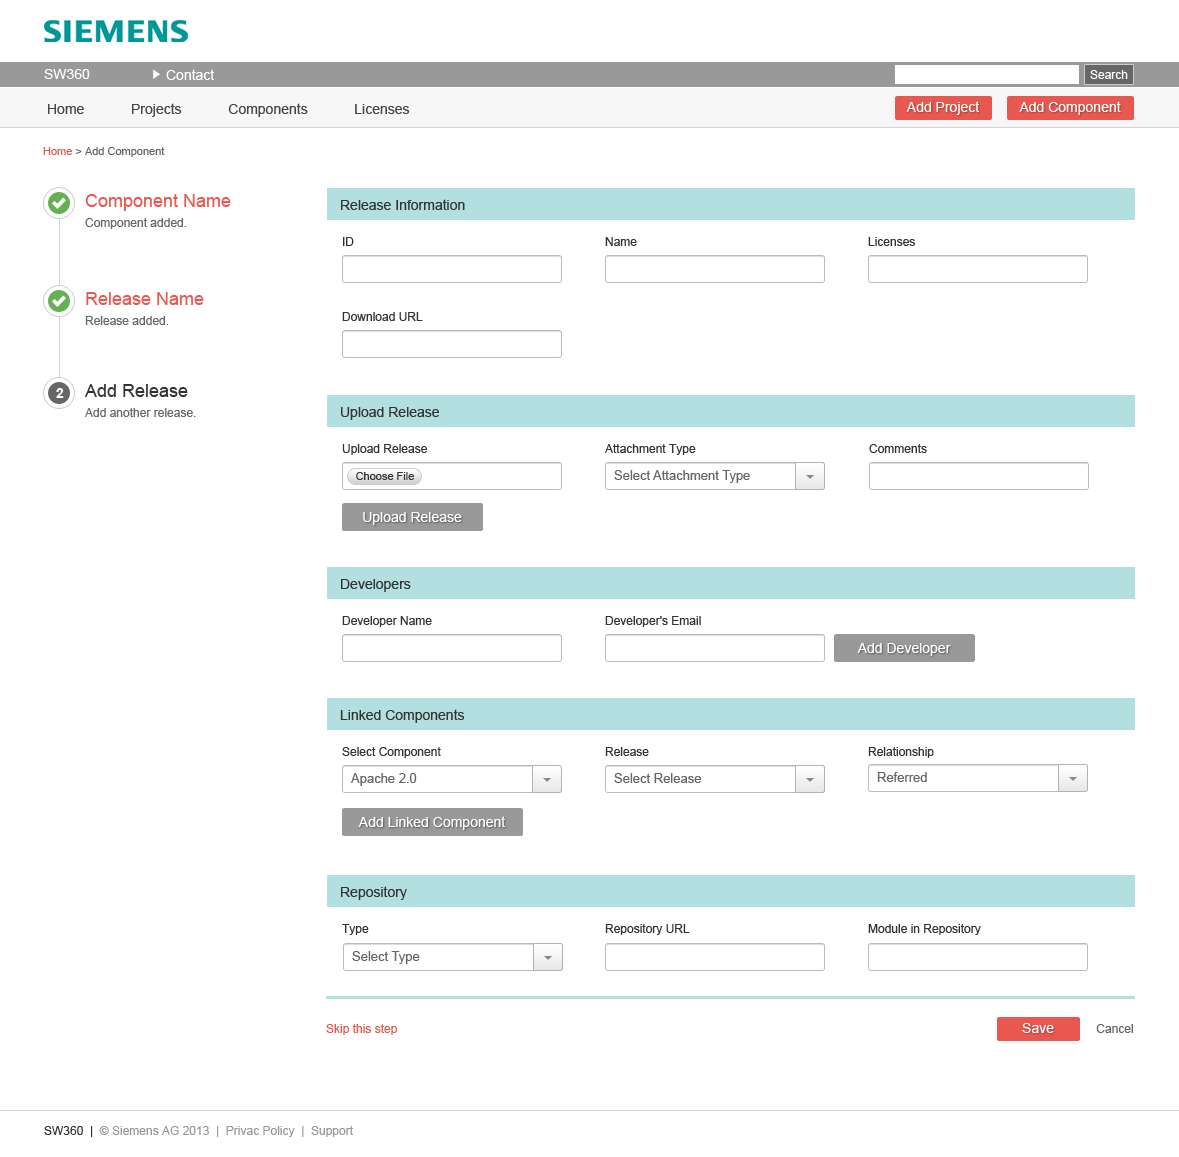 SIEMENS
SW360 Contact Search
Home Projects Components Licenses Add Project Add Component
Home > Add Component
Component Name
Component added.
Release Name
Release added.
2 Add Release
Add another release.
Release Information
ID Name Licenses
Download URL
Upload Release
Upload Release Attachment Type Comments
Choose File Select Attachment Type
Upload Release
Developers
Developer Name Developer's Email
Add Developer
Linked Components
Select Component Release Relationship
Apache 2.0 Select Release Referred
Add Linked Component
Repository
Type Repository URL Module in Repository
Select Type
Skip this step Save Cancel
SW360 | © Siemens AG 2013 | Privac Policy | Support